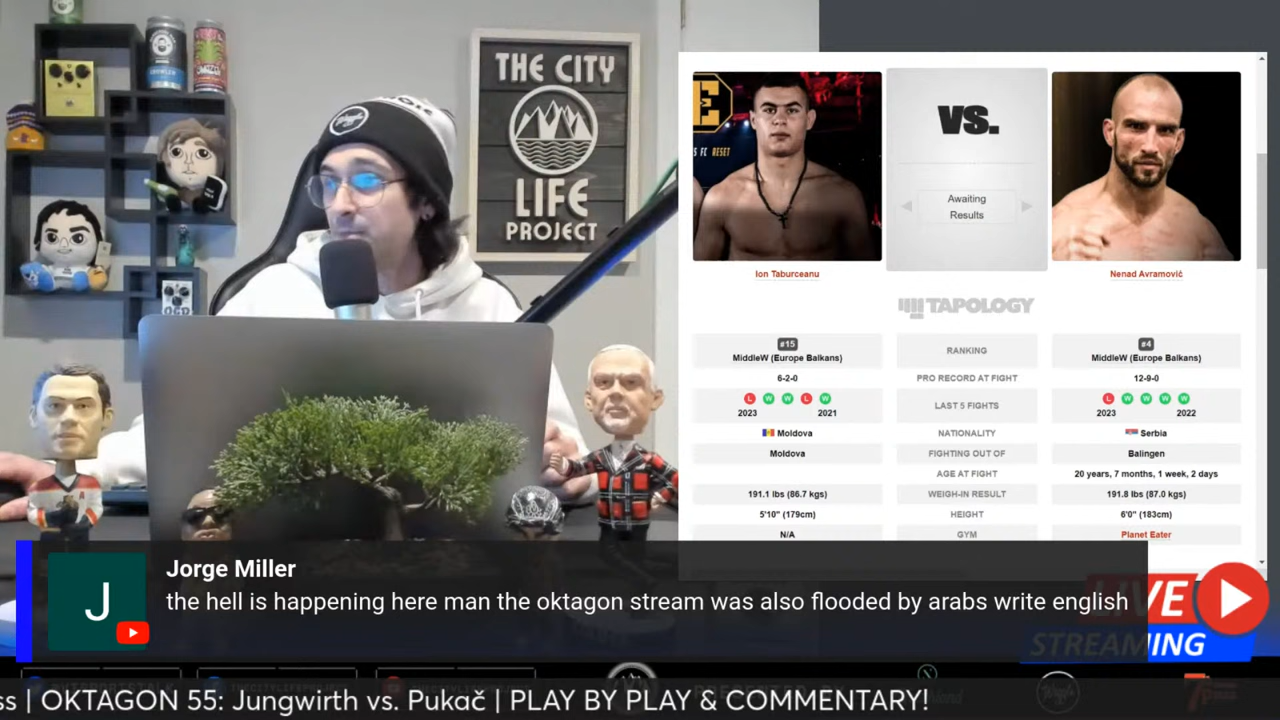 THE CITY
LIFE
PROJECT
E
S FC RESET
VS.
Awaiting
Results
Ion Taburceanu
Nenad Avramović
TAPOLOGY
#15
MiddleW (Europe Balkans)
RANKING
#4
MiddleW (Europe Balkans)
6-2-0
PRO RECORD AT FIGHT
12-9-0
L W W L W
2023 2021
LAST 5 FIGHTS
L W W W W
2023 2022
Moldova
NATIONALITY
Serbia
Moldova
FIGHTING OUT OF
Balingen
AGE AT FIGHT
20 years, 7 months, 1 week, 2 days
191.1 lbs (86.7 kgs)
WEIGH-IN RESULT
191.8 lbs (87.0 kgs)
5'10" (179cm)
HEIGHT
6'0" (183cm)
N/A
GYM
Planet Eater
J
Jorge Miller
the hell is happening here man the oktagon stream was also flooded by arabs write english
VE
STREAMING
ss | OKTAGON 55: Jungwirth vs. Pukač | PLAY BY PLAY & COMMENTARY!